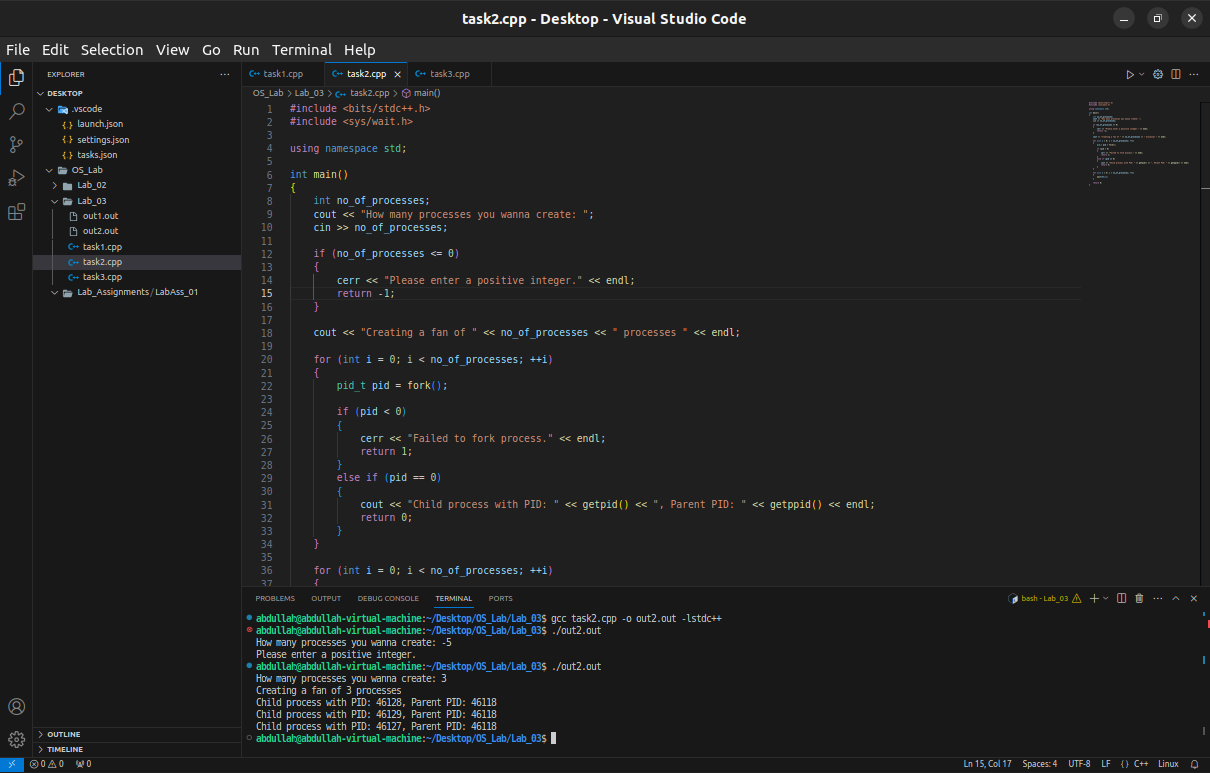 task2.cpp - Desktop - Visual Studio Code
File Edit Selection View Go Run Terminal Help
EXPLORER
DESKTOP
.vscode
launch.json
settings.json
tasks.json
OS_Lab
Lab_02
Lab_03
out1.out
out2.out
task1.cpp
task2.cpp
task3.cpp
Lab_Assignments / LabAss_01
OUTLINE
TIMELINE
task1.cpp task2.cpp task3.cpp
OS_Lab > Lab_03 > task2.cpp > main()
1 #include <bits/stdc++.h>
2 #include <sys/wait.h>
3
4 using namespace std;
5
6 int main()
7 {
8 int no_of_processes;
9 cout << "How many processes you wanna create: ";
10 cin >> no_of_processes;
11
12 if (no_of_processes <= 0)
13 {
14 cerr << "Please enter a positive integer." << endl;
15 return -1;
16 }
17
18 cout << "Creating a fan of " << no_of_processes << " processes " << endl;
19
20 for (int i = 0; i < no_of_processes; ++i)
21 {
22 pid_t pid = fork();
23
24 if (pid < 0)
25 {
26 cerr << "Failed to fork process." << endl;
27 return 1;
28 }
29 else if (pid == 0)
30 {
31 cout << "Child process with PID: " << getpid() << ", Parent PID: " << getppid() << endl;
32 return 0;
33 }
34 }
35
36 for (int i = 0; i < no_of_processes; ++i)
37 {
PROBLEMS OUTPUT DEBUG CONSOLE TERMINAL PORTS
bash - Lab_03
abdullah@abdullah-virtual-machine:~/Desktop/OS_Lab/Lab_03$ gcc task2.cpp -o out2.out -lstdc++
abdullah@abdullah-virtual-machine:~/Desktop/OS_Lab/Lab_03$ ./out2.out
How many processes you wanna create: -5
Please enter a positive integer.
abdullah@abdullah-virtual-machine:~/Desktop/OS_Lab/Lab_03$ ./out2.out
How many processes you wanna create: 3
Creating a fan of 3 processes
Child process with PID: 46128, Parent PID: 46118
Child process with PID: 46129, Parent PID: 46118
Child process with PID: 46127, Parent PID: 46118
abdullah@abdullah-virtual-machine:~/Desktop/OS_Lab/Lab_03$
0 0 0 Ln 15, Col 17 Spaces: 4 UTF-8 LF {} C++ Linux